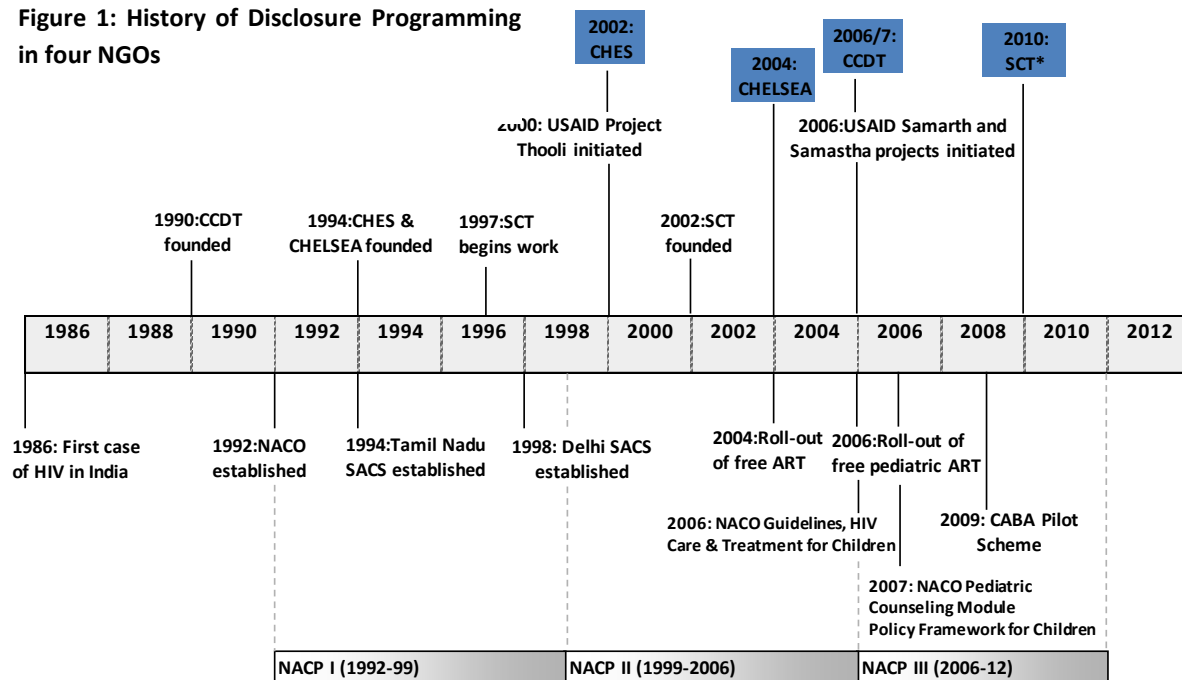 Figure 1: History of Disclosure Programming
in four NGOs
2002:
CHES
2004:
CHELSEA
2006/7:
CCDT
2010:
SCT*
2000: USAID Project
Thooli initiated
2006:USAID Samarth and
Samastha projects initiated
1990:CCDT
founded
1994:CHES &
CHELSEA founded
1997:SCT
begins work
2002:SCT
founded
1986 1988 1990 1992 1994 1996 1998 2000 2002 2004 2006 2008 2010 2012
1986: First case
of HIV in India
1992:NACO
established
1994:Tamil Nadu
SACS established
1998: Delhi SACS
established
2004:Roll-out
of free ART
2006:Roll-out of
free pediatric ART
2006: NACO Guidelines, HIV
Care & Treatment for Children
2009: CABA Pilot
Scheme
2007: NACO Pediatric
Counseling Module
Policy Framework for Children
NACP I (1992-99)
NACP II (1999-2006)
NACP III (2006-12)